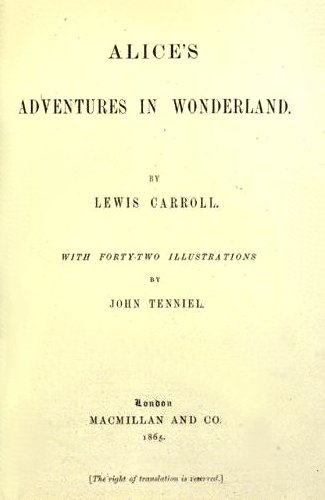 ALICE'S
ADVENTURES IN WONDERLAND.
BY
LEWIS CARROLL.
WITH FORTY-TWO ILLUSTRATIONS
BY
JOHN TENNIEL.
London
MACMILLAN AND CO.
1865.
[The right of translation is reserved.]